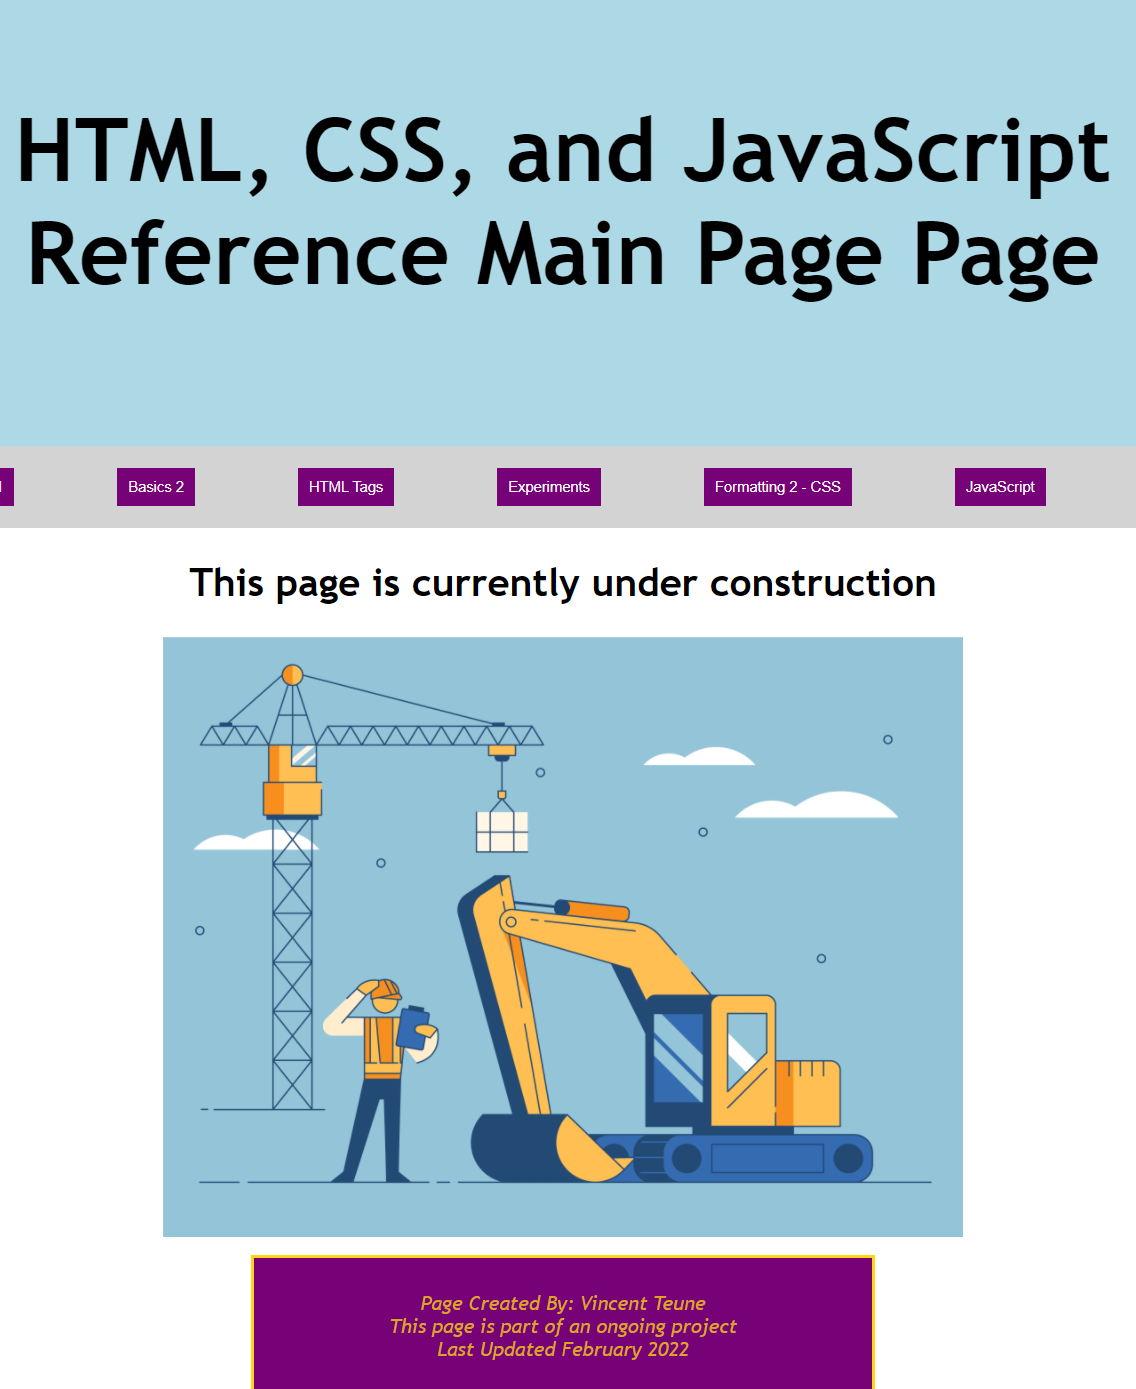 HTML, CSS, and JavaScript
Reference Main Page Page
Basics 2
HTML Tags
Experiments
Formatting 2 - CSS
JavaScript
This page is currently under construction
Page Created By: Vincent Teune
This page is part of an ongoing project
Last Updated February 2022